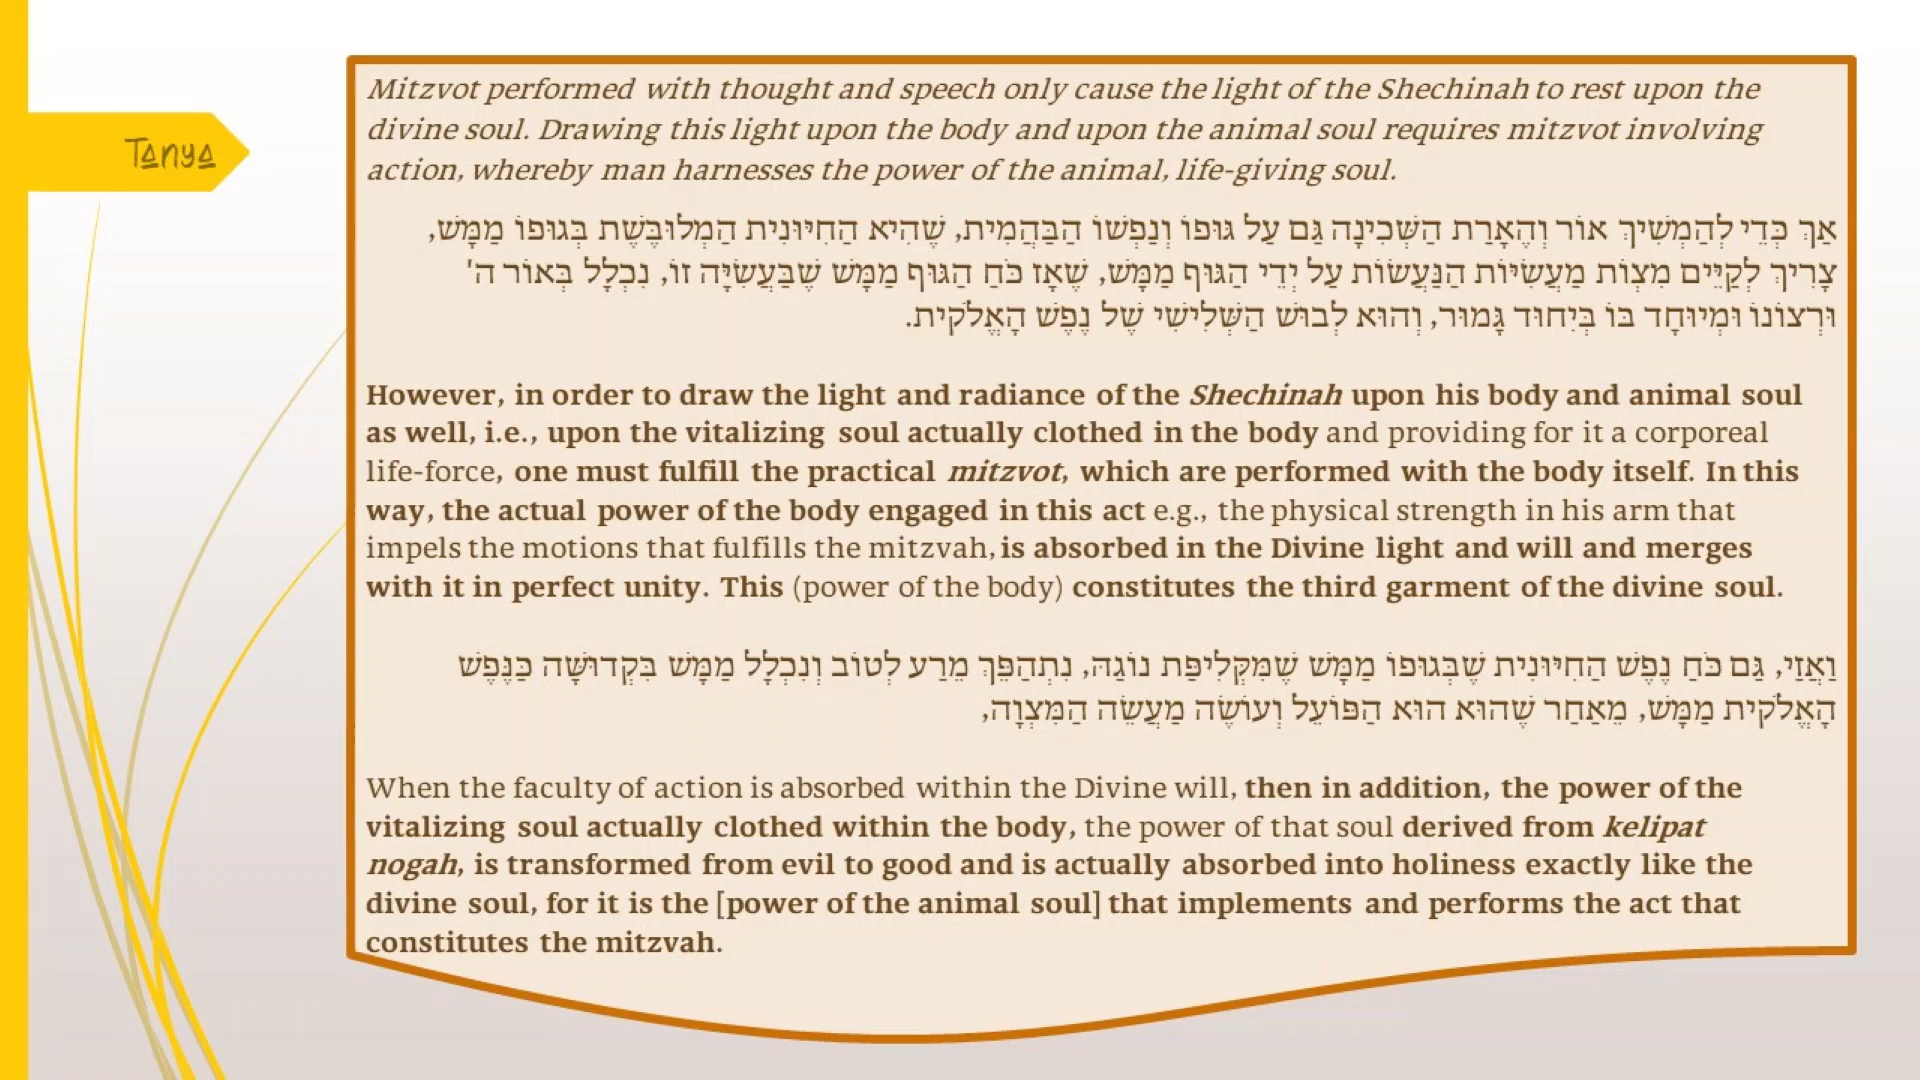 Tanya
Mitzvot performed with thought and speech only cause the light of the Shechinah to rest upon the
divine soul. Drawing this light upon the body and upon the animal soul requires mitzvot involving
action, whereby man harnesses the power of the animal, life-giving soul.
אַךְ כְּדֵי לְהַמְשִׁיךְ אוֹר וְהֶאָרַת הַשְּׁכִינָה גַּם עַל גּוּפוֹ וְנַפְשׁוֹ הַבַּהֲמִית, שֶׁהִיא הַחִיּוּנִית הַמְלוּבֶּשֶׁת בְּגוּפוֹ מַמָּשׁ,
צָרִיךְ לְקַיֵּים מִצְוֹת מַעֲשִׂיּוֹת הַנַּעֲשׂוֹת עַל יְדֵי הַגּוּף מַמָּשׁ, שֶׁאָז כֹּחַ הַגּוּף מַמָּשׁ שֶׁבַּעֲשִׂיָּה זוֹ, נִכְלָל בְּאוֹר ה'
וּרְצוֹנוֹ וּמְיוּחָד בּוֹ בְּיִחוּד גָּמוּר, וְהוּא לְבוּשׁ הַשְּׁלִישִׁי שֶׁל נֶפֶשׁ הָאֱלֹקִית.
However, in order to draw the light and radiance of the Shechinah upon his body and animal soul
as well, i.e., upon the vitalizing soul actually clothed in the body and providing for it a corporeal
life-force, one must fulfill the practical mitzvot, which are performed with the body itself. In this
way, the actual power of the body engaged in this act e.g., the physical strength in his arm that
impels the motions that fulfills the mitzvah, is absorbed in the Divine light and will and merges
with it in perfect unity. This (power of the body) constitutes the third garment of the divine soul.
וַאֲזַי, גַּם כֹּחַ נֶפֶשׁ הַחִיּוּנִית שֶׁבְּגוּפוֹ מַמָּשׁ שֶׁמִּקְּלִיפַּת נוֹגַהּ, נִתְהַפֵּךְ מֵרַע לְטוֹב וְנִכְלָל מַמָּשׁ בִּקְדוּשָּׁה כַּנֶּפֶשׁ
הָאֱלֹקִית מַמָּשׁ, מֵאַחַר שֶׁהוּא הוּא הַפּוֹעֵל וְעוֹשֶׂה מַעֲשֵׂה הַמִּצְוָה,
When the faculty of action is absorbed within the Divine will, then in addition, the power of the
vitalizing soul actually clothed within the body, the power of that soul derived from kelipat
nogah, is transformed from evil to good and is actually absorbed into holiness exactly like the
divine soul, for it is the [power of the animal soul] that implements and performs the act that
constitutes the mitzvah.